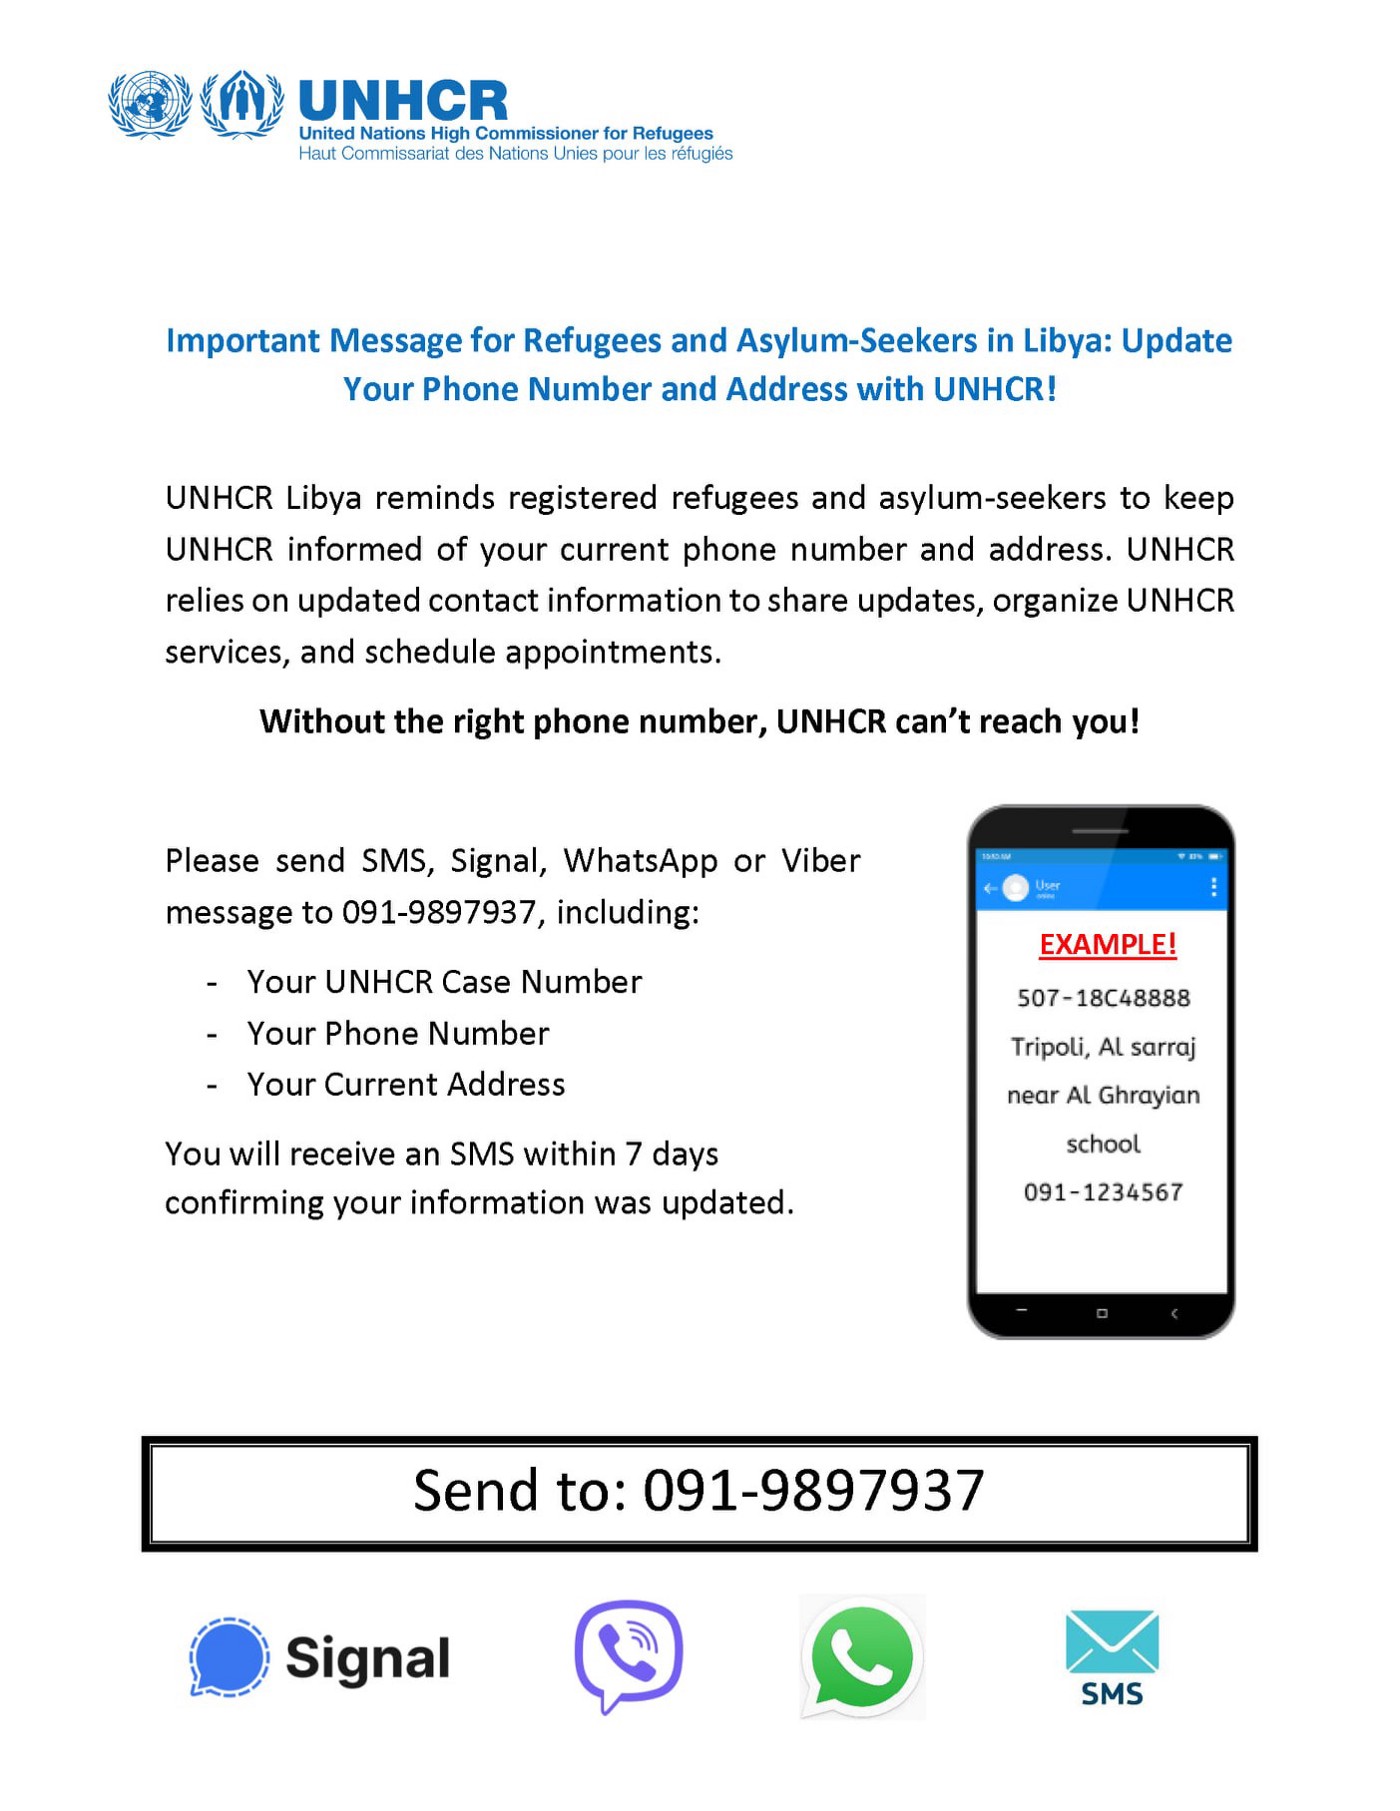 UNHCR
United Nations High Commissioner for Refugees
Haut Commissariat des Nations Unies pour les réfugiés
Important Message for Refugees and Asylum-Seekers in Libya: Update
Your Phone Number and Address with UNHCR!
UNHCR Libya reminds registered refugees and asylum-seekers to keep
UNHCR informed of your current phone number and address. UNHCR
relies on updated contact information to share updates, organize UNHCR
services, and schedule appointments.
Without the right phone number, UNHCR can’t reach you!
Please send SMS, Signal, WhatsApp or Viber
message to 091-9897937, including:
- Your UNHCR Case Number
- Your Phone Number
- Your Current Address
You will receive an SMS within 7 days
confirming your information was updated.
User
online
EXAMPLE!
507-18C48888
Tripoli, Al sarraj
near Al Ghrayian
school
091-1234567
Send to: 091-9897937
Signal
SMS